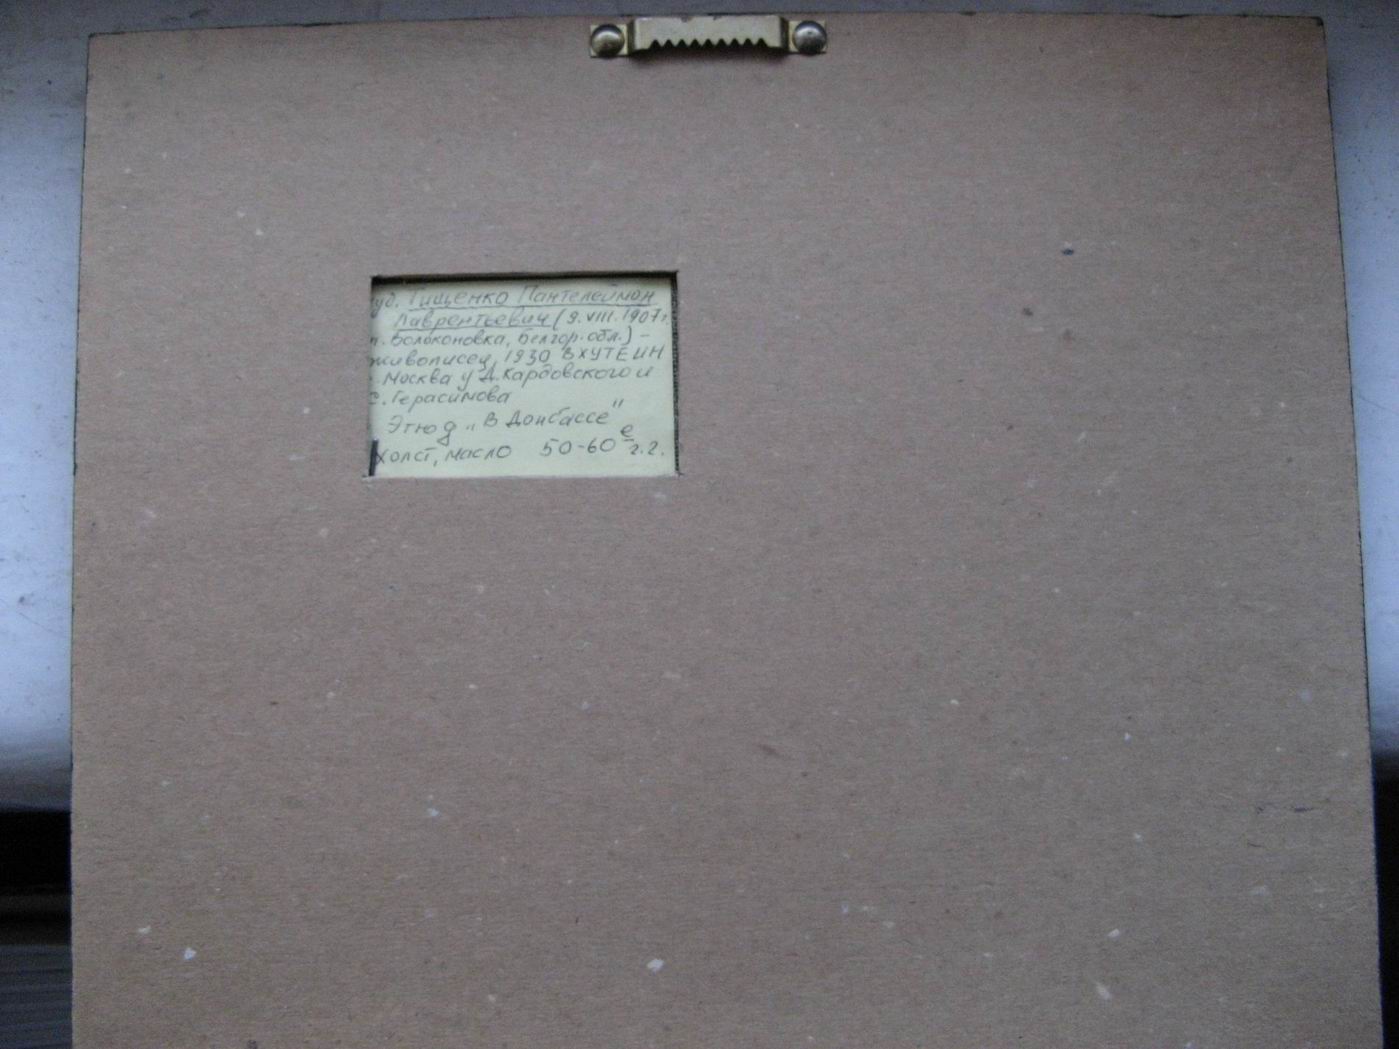 уд. Тищенко Пантелеймон
Лаврентьевич (9.VIII.1907г.
п. Волоконовка, Белгор. обл.) –
живописец, 1930 ВХУТЕИН
г. Москва у Д. Кардовского и
С. Герасимова
Этюд „В Донбассе"
холст, масло 50-60 е г.г.